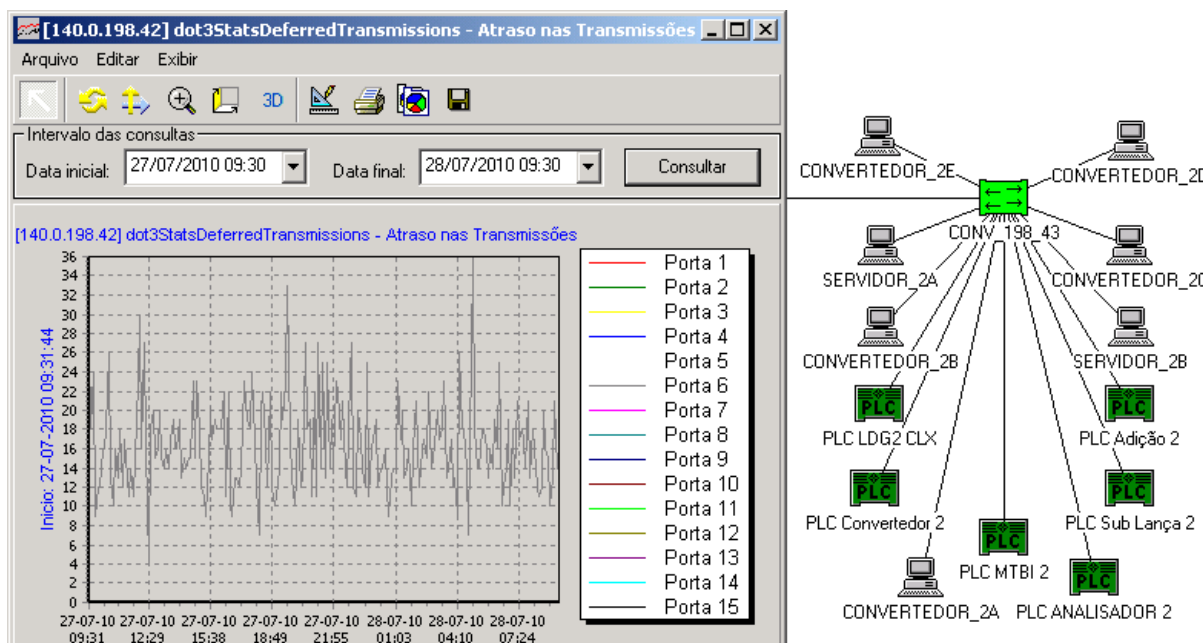 [140.0.198.42] dot3StatsDeferredTransmissions - Atraso nas Transmissões
Arquivo Editar Exibir
3D
Intervalo das consultas
Data inicial: 27/07/2010 09:30 Data final: 28/07/2010 09:30 Consultar
[140.0.198.42] dot3StatsDeferredTransmissions - Atraso nas Transmissões
Inicio: 27-07-2010 09:31:44
36
34
32
30
28
26
24
22
20
18
16
14
12
10
8
6
4
2
0
27-07-10 27-07-10 27-07-10 27-07-10 27-07-10 28-07-10 28-07-10 28-07-10
09:31 12:29 15:38 18:49 21:55 01:03 04:10 07:24
Porta 1
Porta 2
Porta 3
Porta 4
Porta 5
Porta 6
Porta 7
Porta 8
Porta 9
Porta 10
Porta 11
Porta 12
Porta 13
Porta 14
Porta 15
CONVERTEDOR_2E
CONVERTEDOR_2D
CONV_198_43
SERVIDOR_2A
CONVERTEDOR_2C
CONVERTEDOR_2B
SERVIDOR_2B
PLC
PLC LDG2 CLX
PLC
PLC Adição 2
PLC
PLC Convertedor 2
PLC
PLC Sub Lança 2
PLC
PLC MTBI 2
CONVERTEDOR_2A
PLC
PLC ANALISADOR 2